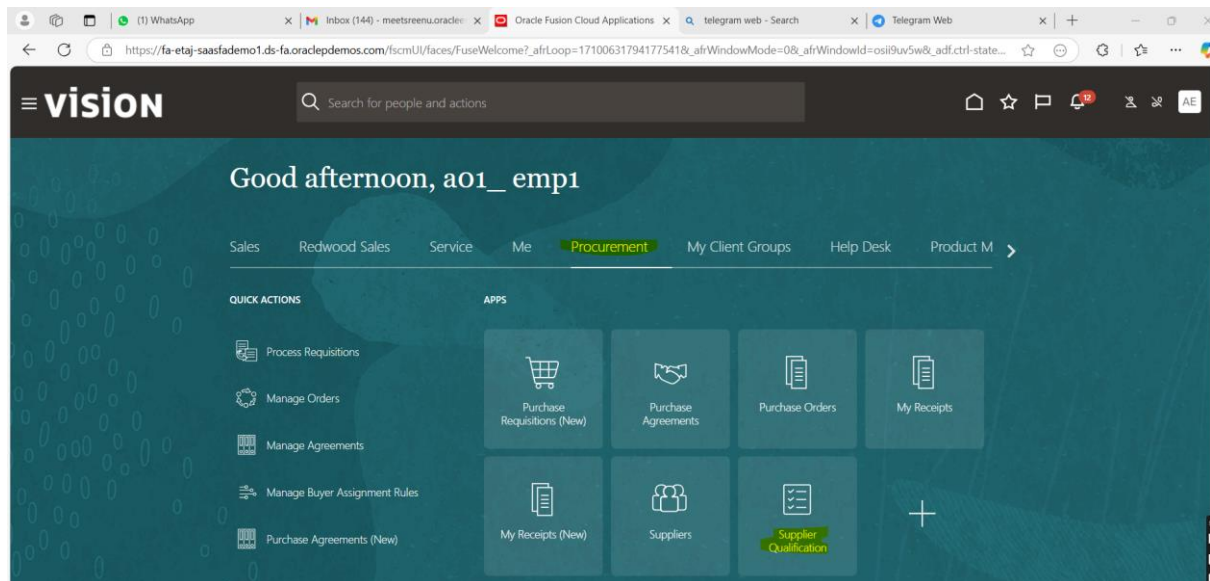 (1) WhatsApp
Inbox (144) - meetsreenu.oraclee
Oracle Fusion Cloud Applications
telegram web - Search
Telegram Web
https://fa-etaj-saasfademo1.ds-fa.oraclepdemos.com/fscmUI/faces/FuseWelcome?_afrLoop=17100631794177541&_afrWindowMode=0&_afrWindowId=osii9uv5w&_adf.ctrl-state...
vision
Search for people and actions
12
AE
Good afternoon, a01_ emp1
Sales Redwood Sales Service Me Procurement My Client Groups Help Desk Product M
QUICK ACTIONS
APPS
Process Requisitions
Manage Orders
Manage Agreements
Manage Buyer Assignment Rules
Purchase Agreements (New)
Purchase
Requisitions (New)
Purchase
Agreements
Purchase Orders
My Receipts
My Receipts (New)
Suppliers
Supplier
Qualification